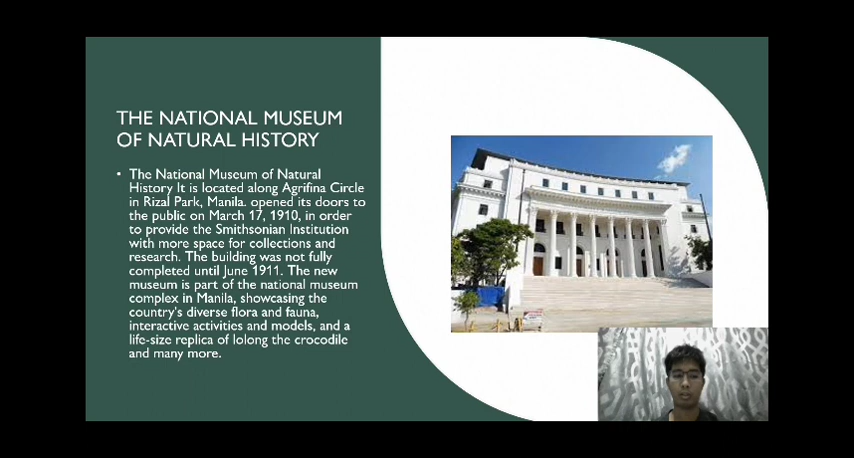 THE NATIONAL MUSEUM
OF NATURAL HISTORY
• The National Museum of Natural
History It is located along Agrifina Circle
in Rizal Park, Manila. opened its doors to
the public on March 17, 1910, in order
to provide the Smithsonian Institution
with more space for collections and
research. The building was not fully
completed until June 1911. The new
museum is part of the national museum
complex in Manila, showcasing the
country's diverse flora and fauna,
interactive activities and models, and a
life-size replica of lolong the crocodile
and many more.